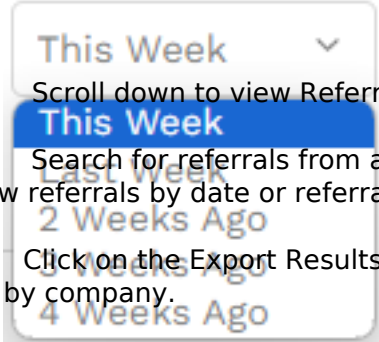 This Week
Scroll down to view Referr
This Week
Search for referrals from a
Last Week
w referrals by date or referra
2 Weeks Ago
Click on the Export Results
3 Weeks Ago
by company.
4 Weeks Ago